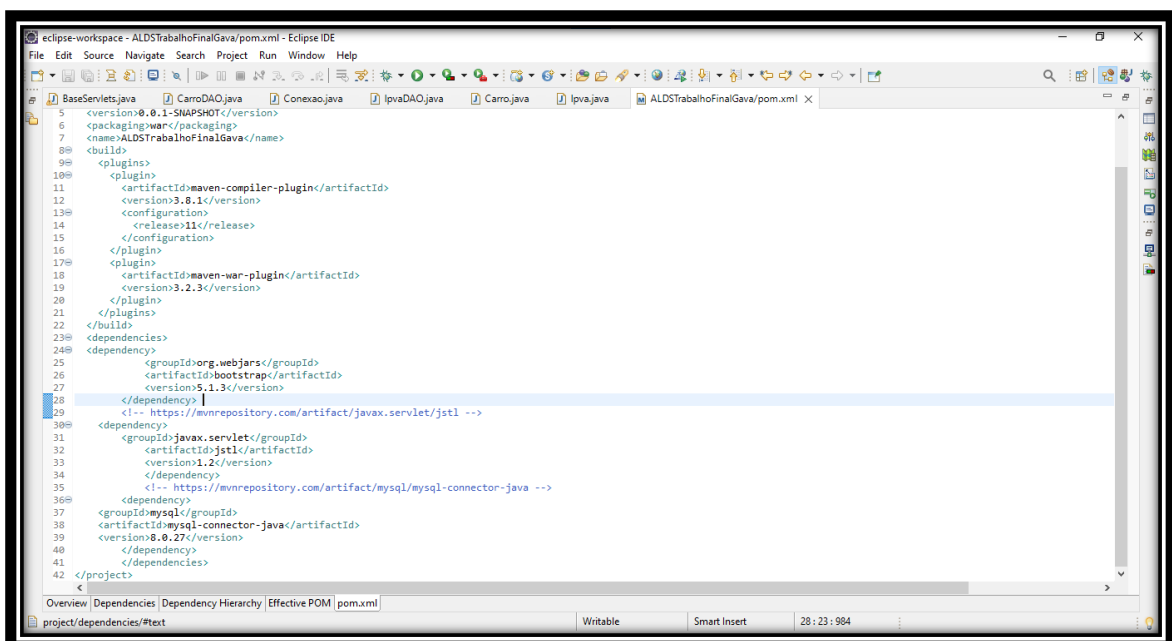 eclipse-workspace - ALDSTrabalhoFinalGava/pom.xml - Eclipse IDE
File Edit Source Navigate Search Project Run Window Help
BaseServlets.java CarroDAO.java Conexao.java IpvaDAO.java Carro.java Ipva.java ALDSTrabalhoFinalGava/pom.xml
5 <version>0.0.1-SNAPSHOT</version>
6 <packaging>war</packaging>
7 <name>ALDSTrabalhoFinalGava</name>
8 <build>
9 <plugins>
10 <plugin>
11 <artifactId>maven-compiler-plugin</artifactId>
12 <version>3.8.1</version>
13 <configuration>
14 <release>11</release>
15 </configuration>
16 </plugin>
17 <plugin>
18 <artifactId>maven-war-plugin</artifactId>
19 <version>3.2.3</version>
20 </plugin>
21 </plugins>
22 </build>
23 <dependencies>
24 <dependency>
25 <groupId>org.webjars</groupId>
26 <artifactId>bootstrap</artifactId>
27 <version>5.1.3</version>
28 </dependency>
29 <!-- https://mvnrepository.com/artifact/javax.servlet/jstl -->
30 <dependency>
31 <groupId>javax.servlet</groupId>
32 <artifactId>jstl</artifactId>
33 <version>1.2</version>
34 </dependency>
35 <!-- https://mvnrepository.com/artifact/mysql/mysql-connector-java -->
36 <dependency>
37 <groupId>mysql</groupId>
38 <artifactId>mysql-connector-java</artifactId>
39 <version>8.0.27</version>
40 </dependency>
41 </dependencies>
42 </project>
Overview Dependencies Dependency Hierarchy Effective POM pom.xml
project/dependencies/#text Writable Smart Insert 28 : 23 : 984